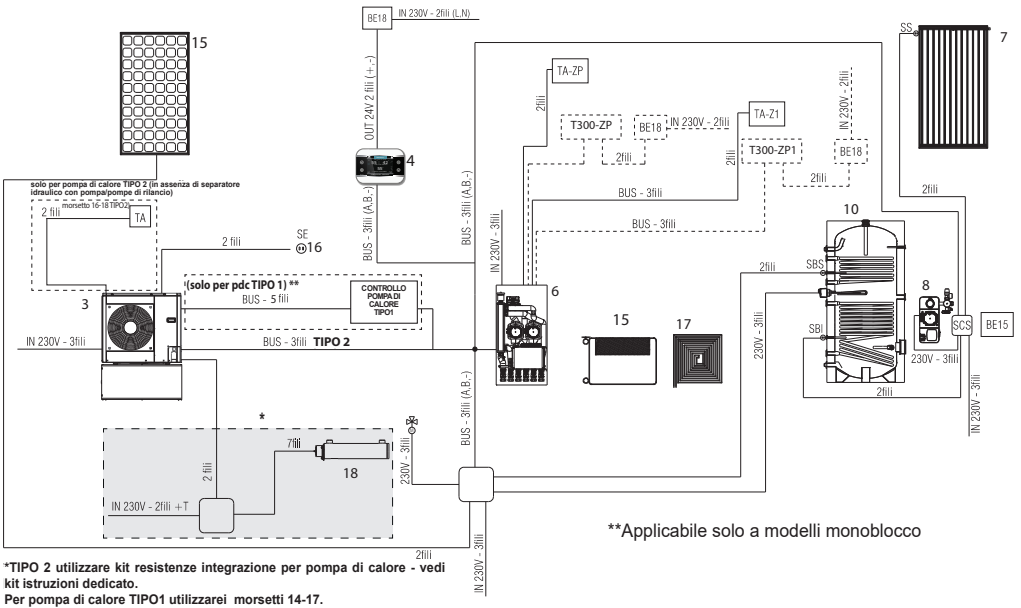 BE18
IN 230V - 2fili (L,N)
15
SS
7
OUT 24V 2 fili (+,-)
BUS - 3fili (A.B,-)
TA-ZP
2fili
IN 230V - 2fili
TA-Z1
T300-ZP
BE18
IN 230V - 2fili
T300-ZP1
BE18
4
2fili
2fili
2fili
solo per pompa di calore TIPO 2 (in assenza di separatore
idraulico con pompa/pompe di rilancio)
morsetto 16-18 TIPO2)
2 fili
TA
BUS - 3fili (A.B,-)
IN 230V - 3fili
BUS - 3fili
BUS - 3fili
10
SE
2 fili
16
2fili
SBS
3
(solo per pdc TIPO 1) **
BUS - 5 fili
CONTROLLO
POMPA DI
CALORE
TIPO1
6
15
17
8
SCS
BE15
SBI
230V - 3fili
IN 230V - 3fili
BUS - 3fili TIPO 2
230V - 3fili
IN 230V - 3fili
2fili
BUS - 3fili (A.B,-)
*
7fili
18
2 fili
230V - 3fili
IN 230V - 2fili +T
**Applicabile solo a modelli monoblocco
2fili
IN 230V - 3fili
*TIPO 2 utilizzare kit resistenze integrazione per pompa di calore - vedi
kit istruzioni dedicato.
Per pompa di calore TIPO1 utilizzarei morsetti 14-17.